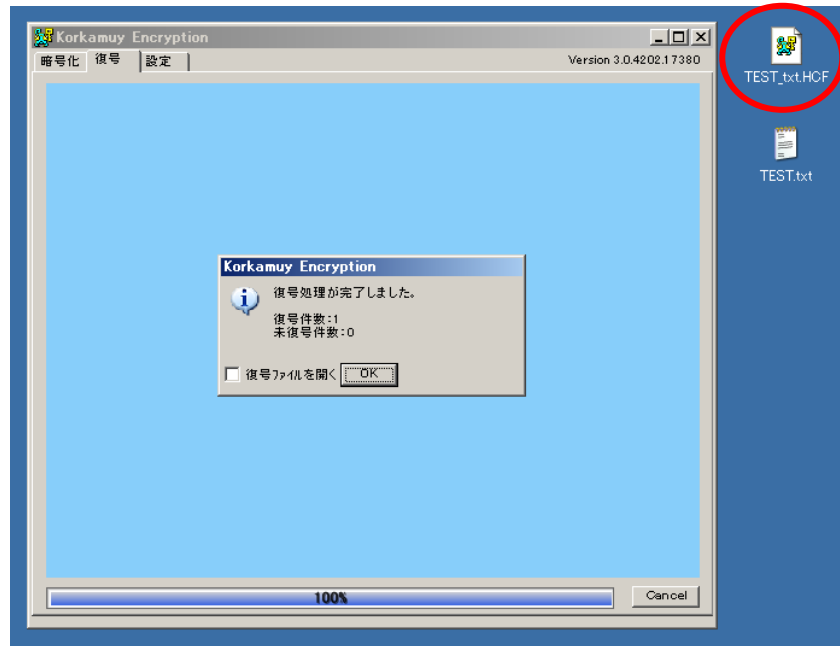 Korkamuy Encryption
暗号化 復号 設定
Version 3.0.4202.17380
TEST_txt.HCF
TEST.txt
Korkamuy Encryption
復号処理が完了しました。
復号件数:1
未復号件数:0
復号ファイルを開く OK
100% Cancel